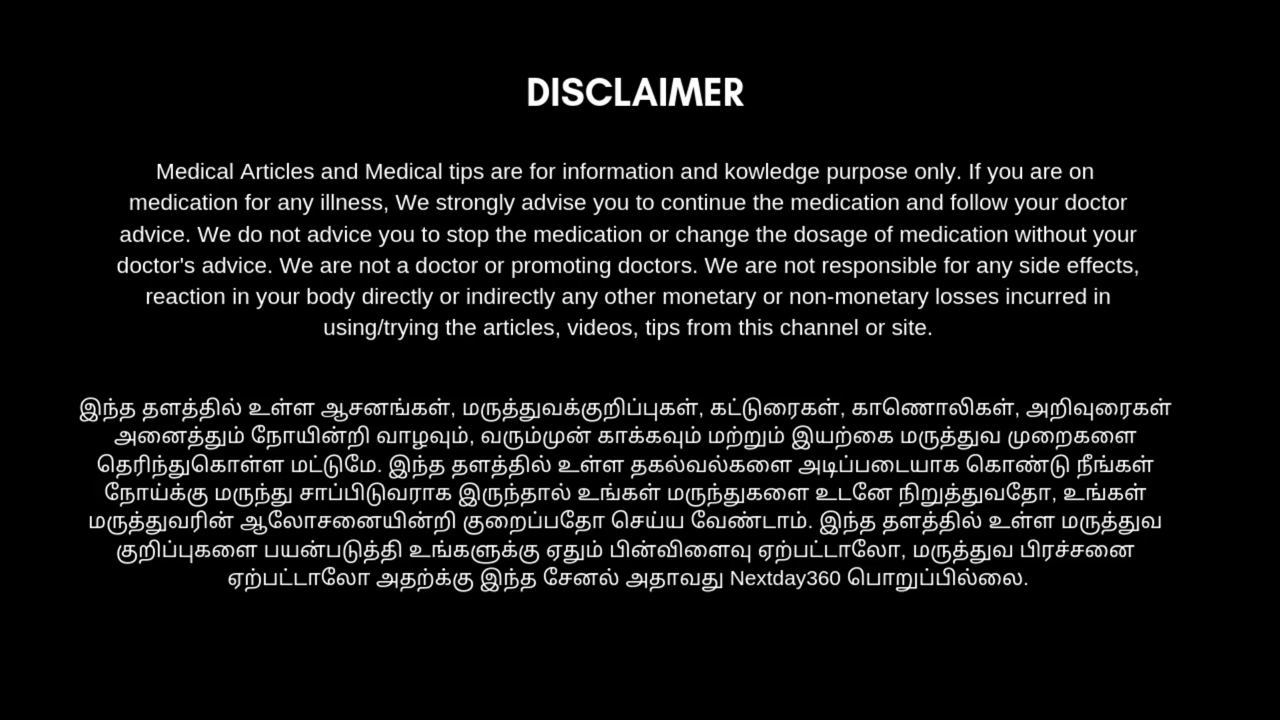 DISCLAIMER
Medical Articles and Medical tips are for information and kowledge purpose only. If you are on
medication for any illness, We strongly advise you to continue the medication and follow your doctor
advice. We do not advice you to stop the medication or change the dosage of medication without your
doctor's advice. We are not a doctor or promoting doctors. We are not responsible for any side effects,
reaction in your body directly or indirectly any other monetary or non-monetary losses incurred in
using/trying the articles, videos, tips from this channel or site.
இந்த தளத்தில் உள்ள ஆசனங்கள், மருத்துவக்குறிப்புகள், கட்டுரைகள், காணொலிகள், அறிவுரைகள்
அனைத்தும் நோயின்றி வாழவும், வரும்முன் காக்கவும் மற்றும் இயற்கை மருத்துவ முறைகளை
தெரிந்துகொள்ள மட்டுமே. இந்த தளத்தில் உள்ள தகல்வல்களை அடிப்படையாக கொண்டு நீங்கள்
நோய்க்கு மருந்து சாப்பிடுவராக இருந்தால் உங்கள் மருந்துகளை உடனே நிறுத்துவதோ, உங்கள்
மருத்துவரின் ஆலோசனையின்றி குறைப்பதோ செய்ய வேண்டாம். இந்த தளத்தில் உள்ள மருத்துவ
குறிப்புகளை பயன்படுத்தி உங்களுக்கு ஏதும் பின்விளைவு ஏற்பட்டாலோ, மருத்துவ பிரச்சனை
ஏற்பட்டாலோ அதற்க்கு இந்த சேனல் அதாவது Nextday360 பொறுப்பில்லை.